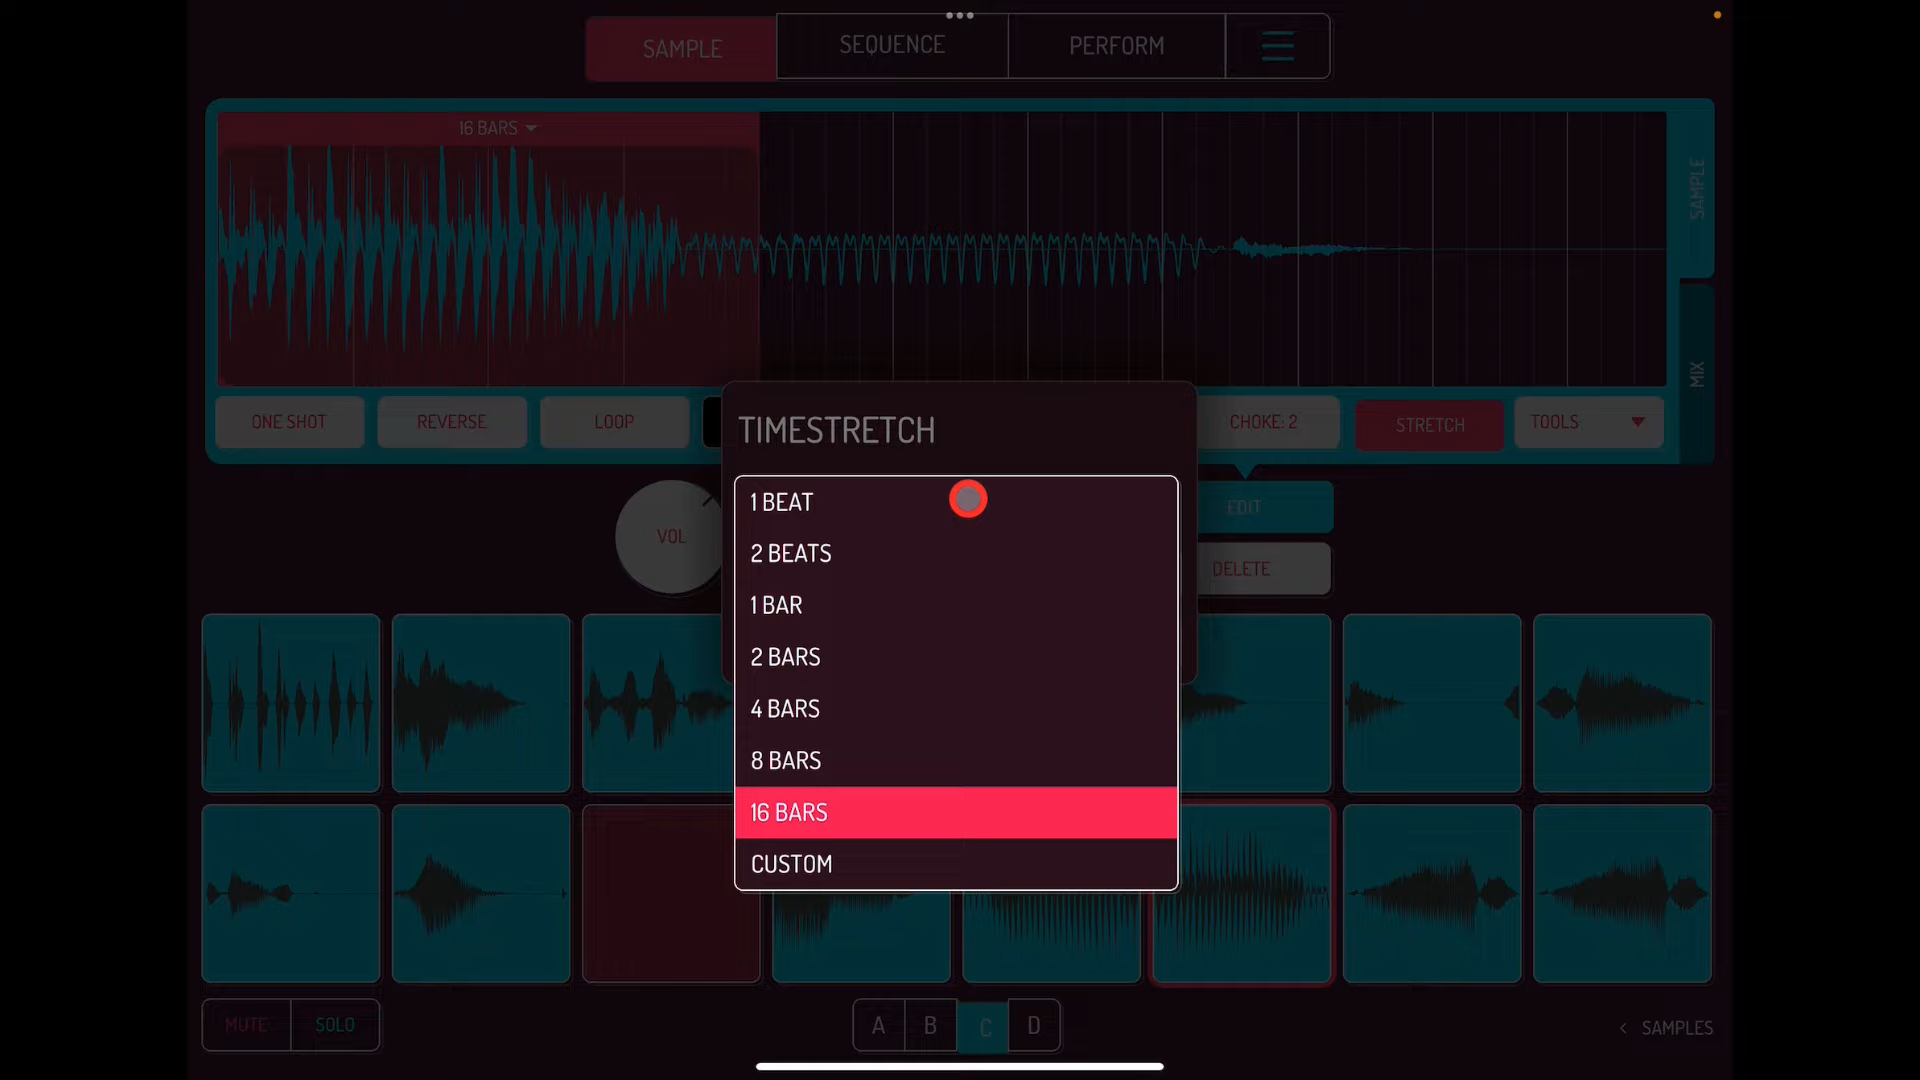 SAMPLE
SEQUENCE
PERFORM
16 BARS
SAMPLE
MIX
ONE SHOT
REVERSE
LOOP
CHOKE: 2
STRETCH
TOOLS
TIMESTRETCH
1 BEAT
2 BEATS
1 BAR
2 BARS
4 BARS
8 BARS
16 BARS
CUSTOM
VOL
EDIT
DELETE
MUTE
SOLO
A
B
C
D
< SAMPLES